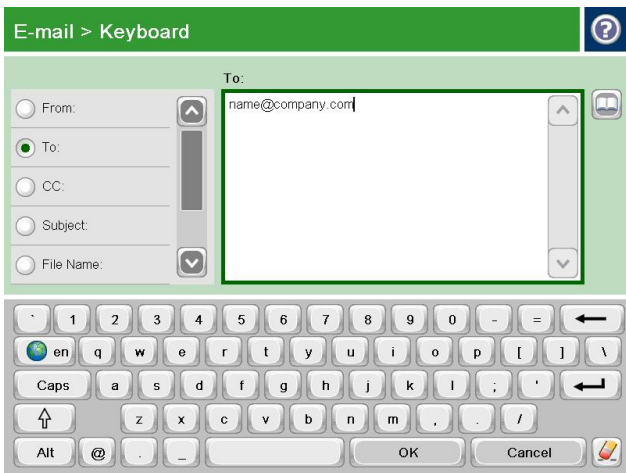 E-mail > Keyboard
?
To:
From:
To:
CC:
Subject:
File Name:
name@company.com
` 1 2 3 4 5 6 7 8 9 0 - =
en q w e r t y u i o p [ ] \
Caps a s d f g h j k l ; '
z x c v b n m , . /
Alt @ . _ OK Cancel